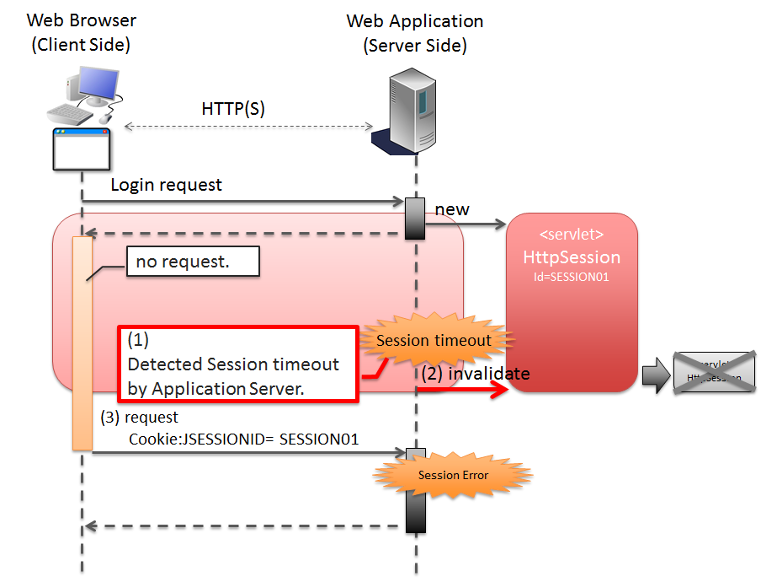 Web Browser
(Client Side)
Web Application
(Server Side)
HTTP(S)
Login request
new
<servlet>
HttpSession
Id=SESSION01
no request.
(1)
Detected Session timeout
by Application Server.
Session timeout
(2) invalidate
<servlet>
HttpSession
(3) request
Cookie:JSESSIONID= SESSION01
Session Error